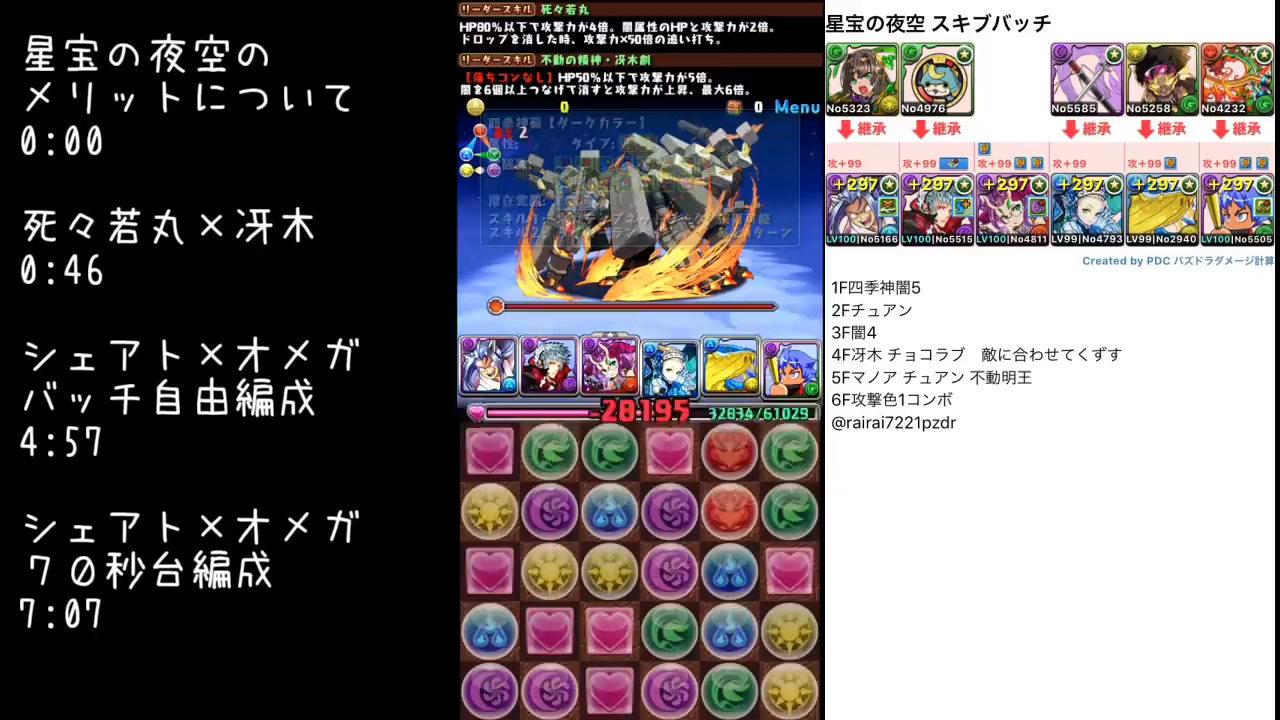 星宝の夜空の
メリットについて
0:00
死々若丸×冴木
0:46
シェアト×オメガ
バッチ自由編成
4:57
シェアト×オメガ
70秒台編成
7:07
リーダースキル 死々若丸
HP80%以下で攻撃力が4倍。闇属性のHPと攻撃力が2倍。
ドロップを消した時、攻撃力×50倍の追い打ち。
リーダースキル 不動の精神・冴木創
【落ちコンなし】HP50%以下で攻撃力が5倍。
闇を6個以上つなげて消すと攻撃力が上昇、最大6倍。
0
0
Menu
2
-28195
32834/61029
星宝の夜空 スキブバッチ
No5323
No4976
No5585
No5258
No4232
継承
継承
継承
継承
継承
攻+99
攻+99
攻+99
攻+99
攻+99
攻+99
+297
+297
+297
+297
+297
+297
LV100|No5166
LV100|No5515
LV100|No4811
LV99|No4793
LV99|No2940
LV100|No5505
Created by PDC パズドラダメージ計算
1F四季神闇5
2Fチュアン
3F闇4
4F冴木 チョコラブ　敵に合わせてくずす
5Fマノア チュアン 不動明王
6F攻撃色1コンボ
@rairai7221pzdr